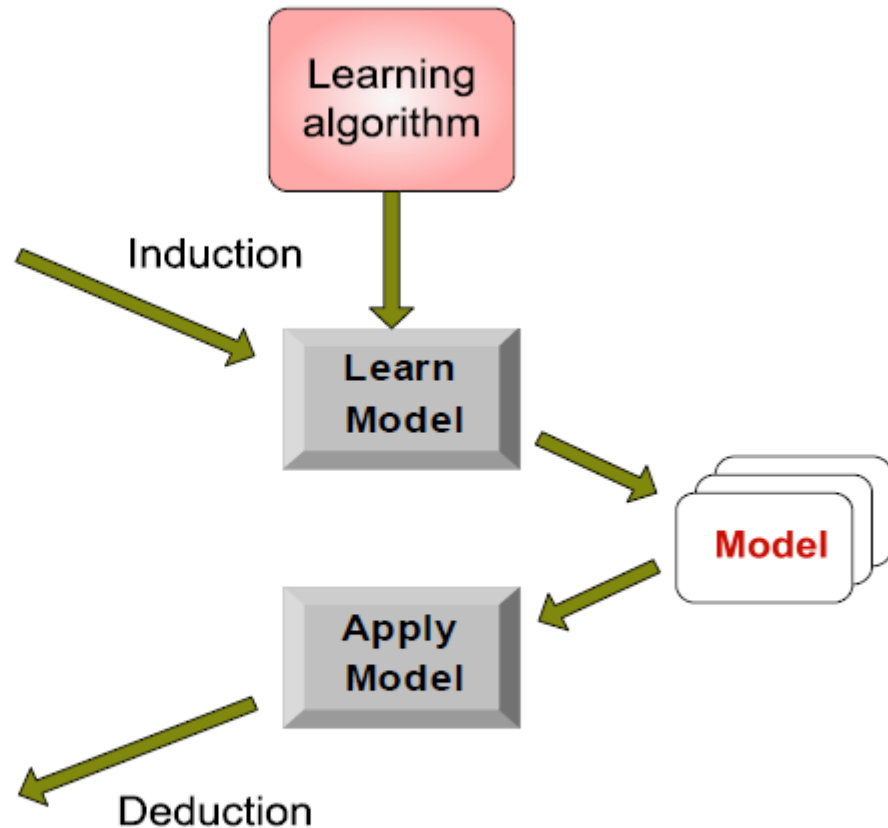 Learning
algorithm
Induction
Learn
Model
Model
Apply
Model
Deduction